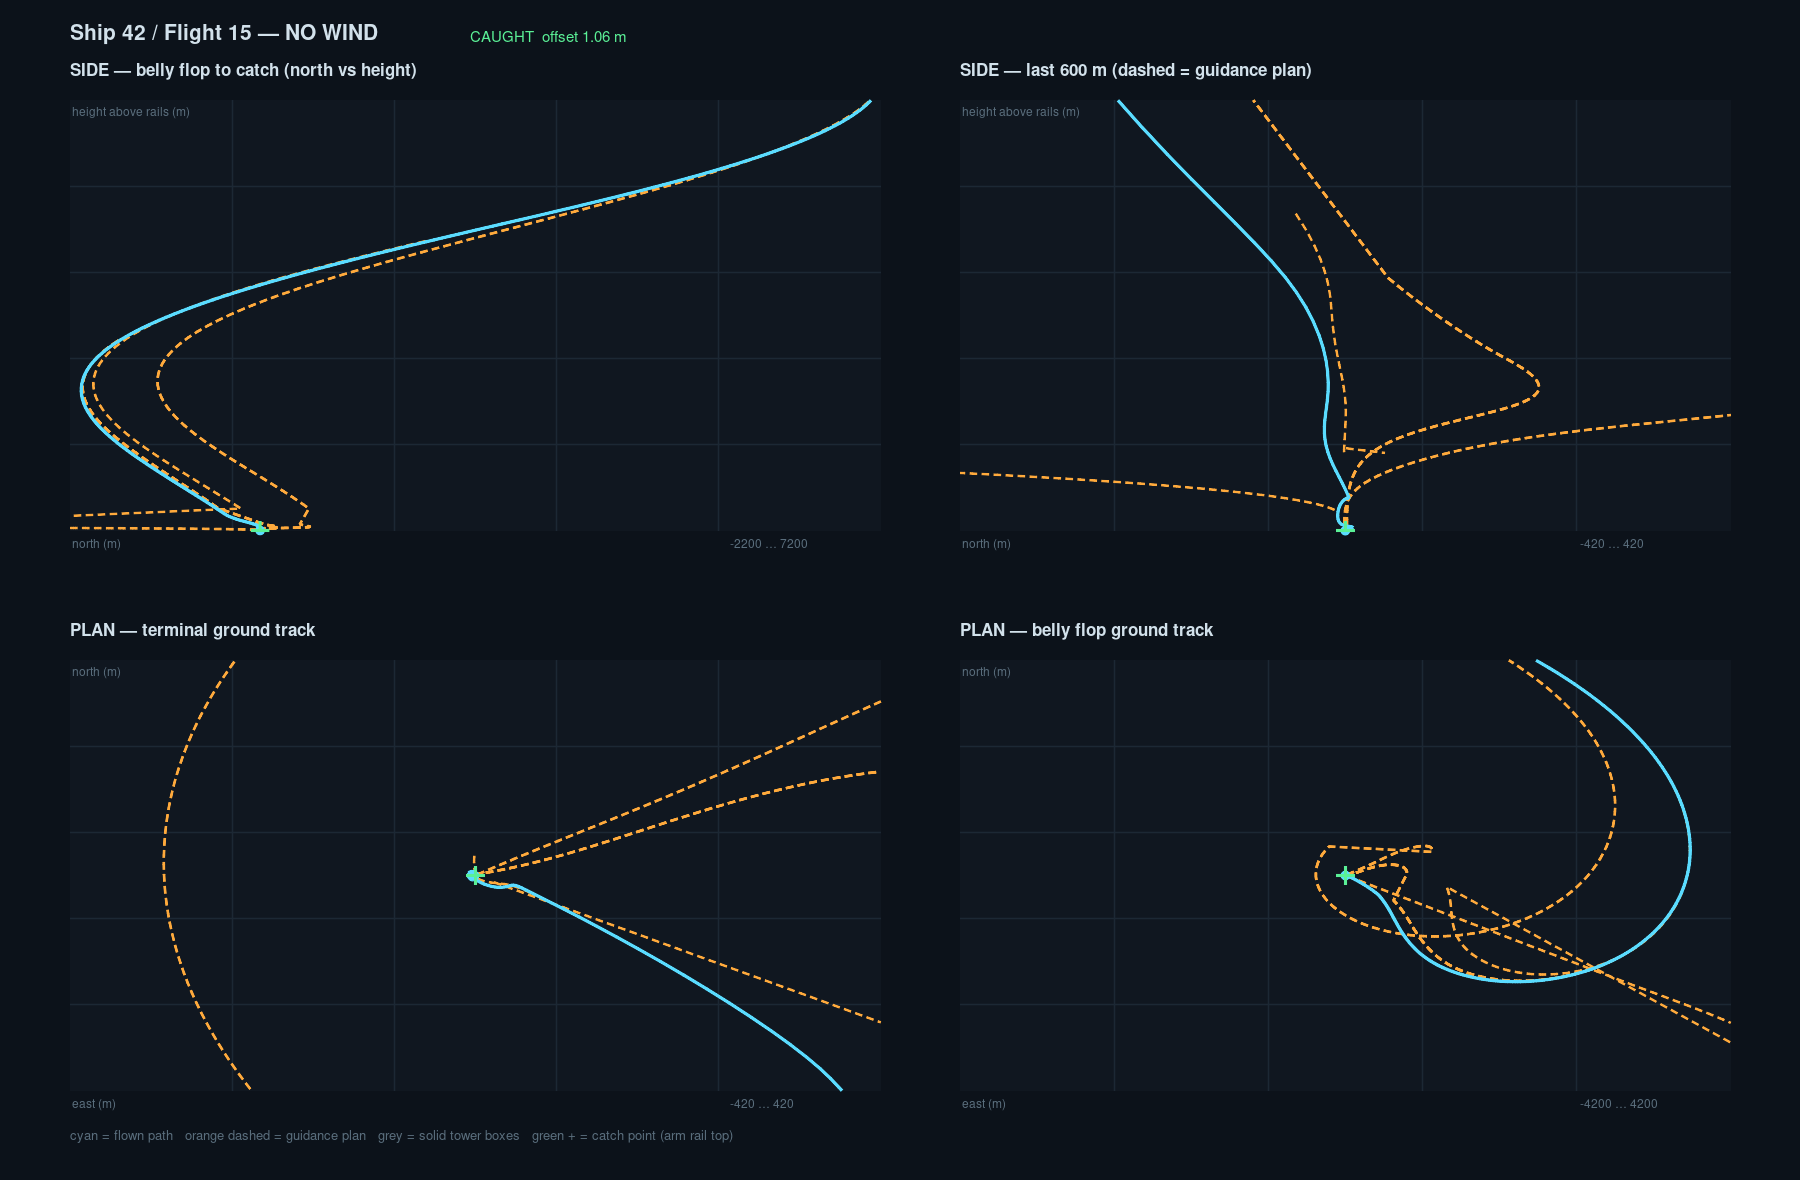 Ship 42 / Flight 15 — NO WIND
CAUGHT offset 1.06 m
SIDE — belly flop to catch (north vs height)
height above rails (m)
north (m)
-2200 … 7200
SIDE — last 600 m (dashed = guidance plan)
height above rails (m)
north (m)
-420 … 420
PLAN — terminal ground track
north (m)
east (m)
-420 … 420
PLAN — belly flop ground track
north (m)
east (m)
-4200 … 4200
cyan = flown path orange dashed = guidance plan grey = solid tower boxes green + = catch point (arm rail top)